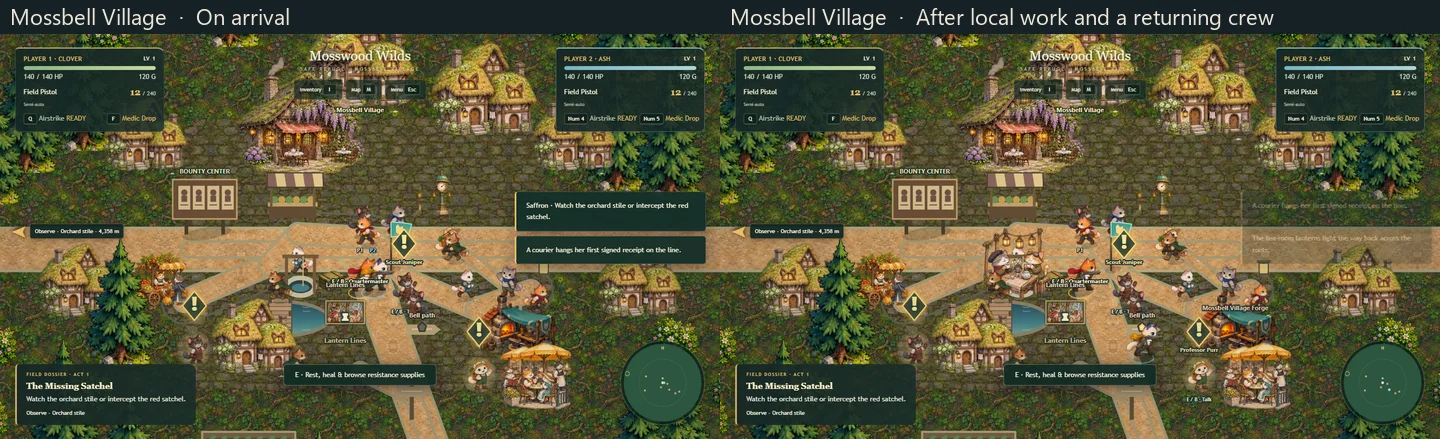 Mossbell Village · On arrival
PLAYER 1 · CLOVER LV 1
140 / 140 HP 120 G
Field Pistol 12 / 240
Semi-auto
Q Airstrike READY F Medic Drop
Mosswood Wilds
Inventory I Map M Menu Esc
Mossbell Village
PLAYER 2 · ASH LV 1
140 / 140 HP 120 G
Field Pistol 12 / 240
Semi-auto
Num 4 Airstrike READY Num 5 Medic Drop
BOUNTY CENTER
Saffron · Watch the orchard stile or intercept the red
satchel.
A courier hangs her first signed receipt on the line.
Observe · Orchard stile · 4,358 m
P1 P2
Scout Juniper
Quartermaster
Lantern Lines
Bell path
Lantern Lines
E · Rest, heal & browse resistance supplies
FIELD DOSSIER · ACT 1
The Missing Satchel
Watch the orchard stile or intercept the red satchel.
Observe · Orchard stile
Mossbell Village · After local work and a returning crew
PLAYER 1 · CLOVER LV 1
140 / 140 HP 120 G
Field Pistol 12 / 240
Semi-auto
Q Airstrike READY F Medic Drop
Mosswood Wilds
Inventory I Map M Menu Esc
Mossbell Village
PLAYER 2 · ASH LV 1
140 / 140 HP 120 G
Field Pistol 12 / 240
Semi-auto
Num 4 Airstrike READY Num 5 Medic Drop
BOUNTY CENTER
A courier hangs her first signed receipt on the line.
Observe · Orchard stile · 4,358 m
P1
Scout Juniper
Quartermaster
Lantern Lines
Bell path
Mossbell Village Forge
Lantern Lines
Professor Purr
E · Rest, heal & browse resistance supplies
E / 8 · Talk
FIELD DOSSIER · ACT 1
The Missing Satchel
Watch the orchard stile or intercept the red satchel.
Observe · Orchard stile